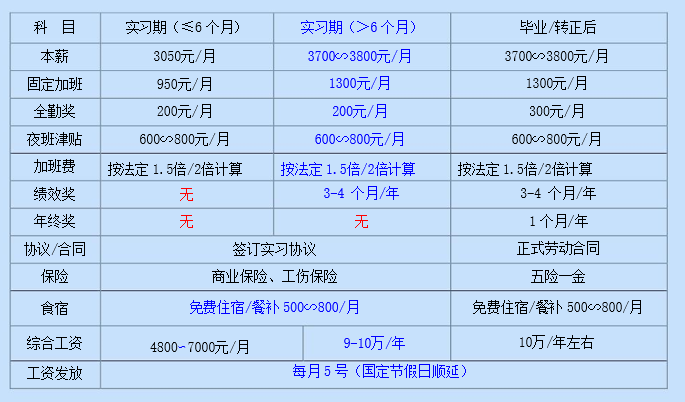 科 目 实习期（≤6个月） 实习期（＞6个月） 毕业/转正后
本薪 3050元/月 3700∽3800元/月 3700∽3800元/月
固定加班 950元/月 1300元/月 1300元/月
全勤奖 200元/月 200元/月 300元/月
夜班津贴 600∽800元/月 600∽800元/月 600∽800元/月
加班费 按法定1.5倍/2倍计算 按法定1.5倍/2倍计算 按法定1.5倍/2倍计算
绩效奖 无 3-4 个月/年 3-4 个月/年
年终奖 无 无 1个月/年
协议/合同 签订实习协议 正式劳动合同
保险 商业保险、工伤保险 五险一金
食宿 免费住宿/餐补500∽800/月 免费住宿/餐补500∽800/月
综合工资 4800~7000元/月 9-10万/年 10万/年左右
工资发放 每月5号（国定节假日顺延）